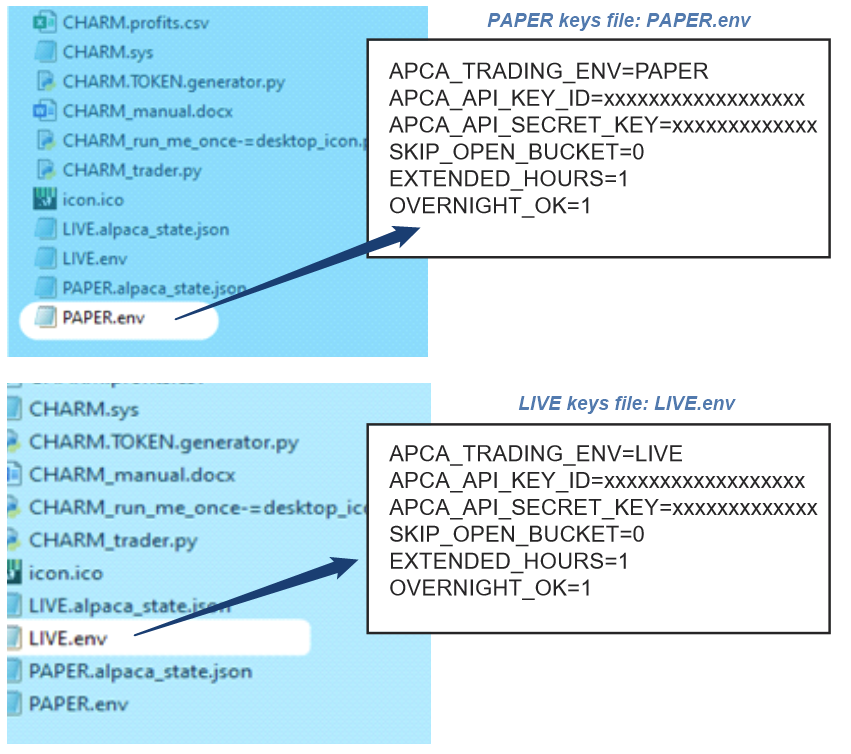 CHARM.profits.csv
CHARM.sys
CHARM.TOKEN.generator.py
CHARM_manual.docx
CHARM_run_me_once-=desktop_icon.p
CHARM_trader.py
icon.ico
LIVE.alpaca_state.json
LIVE.env
PAPER.alpaca_state.json
PAPER.env
PAPER keys file: PAPER.env
APCA_TRADING_ENV=PAPER
APCA_API_KEY_ID=xxxxxxxxxxxxxxxxxx
APCA_API_SECRET_KEY=xxxxxxxxxxxxx
SKIP_OPEN_BUCKET=0
EXTENDED_HOURS=1
OVERNIGHT_OK=1
CHARM.sys
CHARM.TOKEN.generator.py
CHARM_manual.docx
CHARM_run_me_once-=desktop_ic
CHARM_trader.py
icon.ico
LIVE.alpaca_state.json
LIVE.env
PAPER.alpaca_state.json
PAPER.env
LIVE keys file: LIVE.env
APCA_TRADING_ENV=LIVE
APCA_API_KEY_ID=xxxxxxxxxxxxxxxxxx
APCA_API_SECRET_KEY=xxxxxxxxxxxxx
SKIP_OPEN_BUCKET=0
EXTENDED_HOURS=1
OVERNIGHT_OK=1